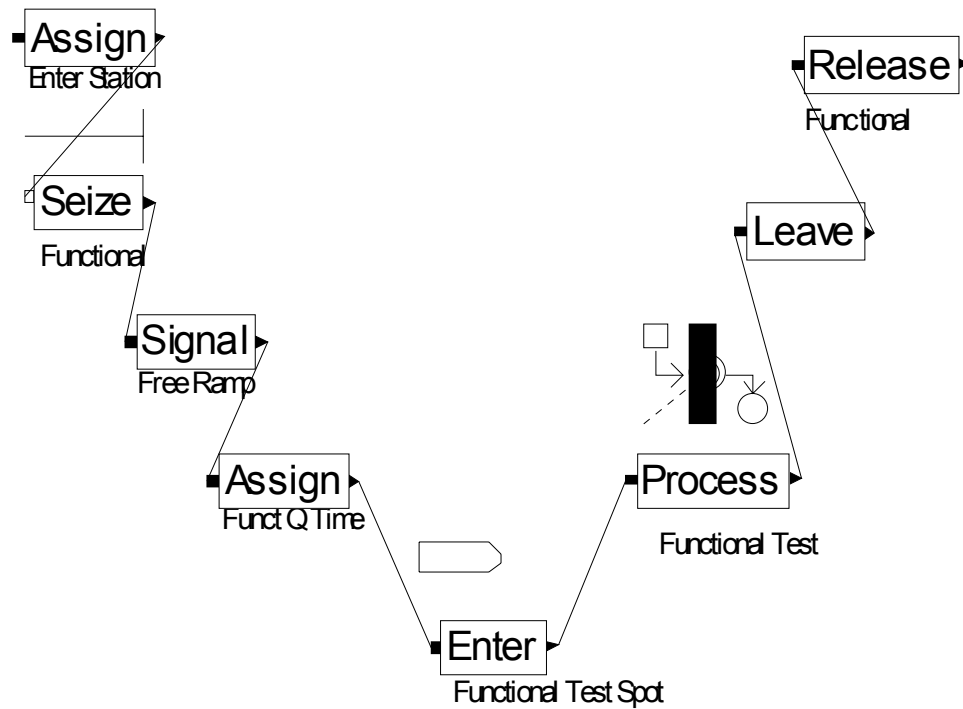 Assign
Enter Station
Seize
Functional
Signal
Free Ramp
Assign
Funct Q Time
Enter
Functional Test Spot
Process
Functional Test
Leave
Release
Functional